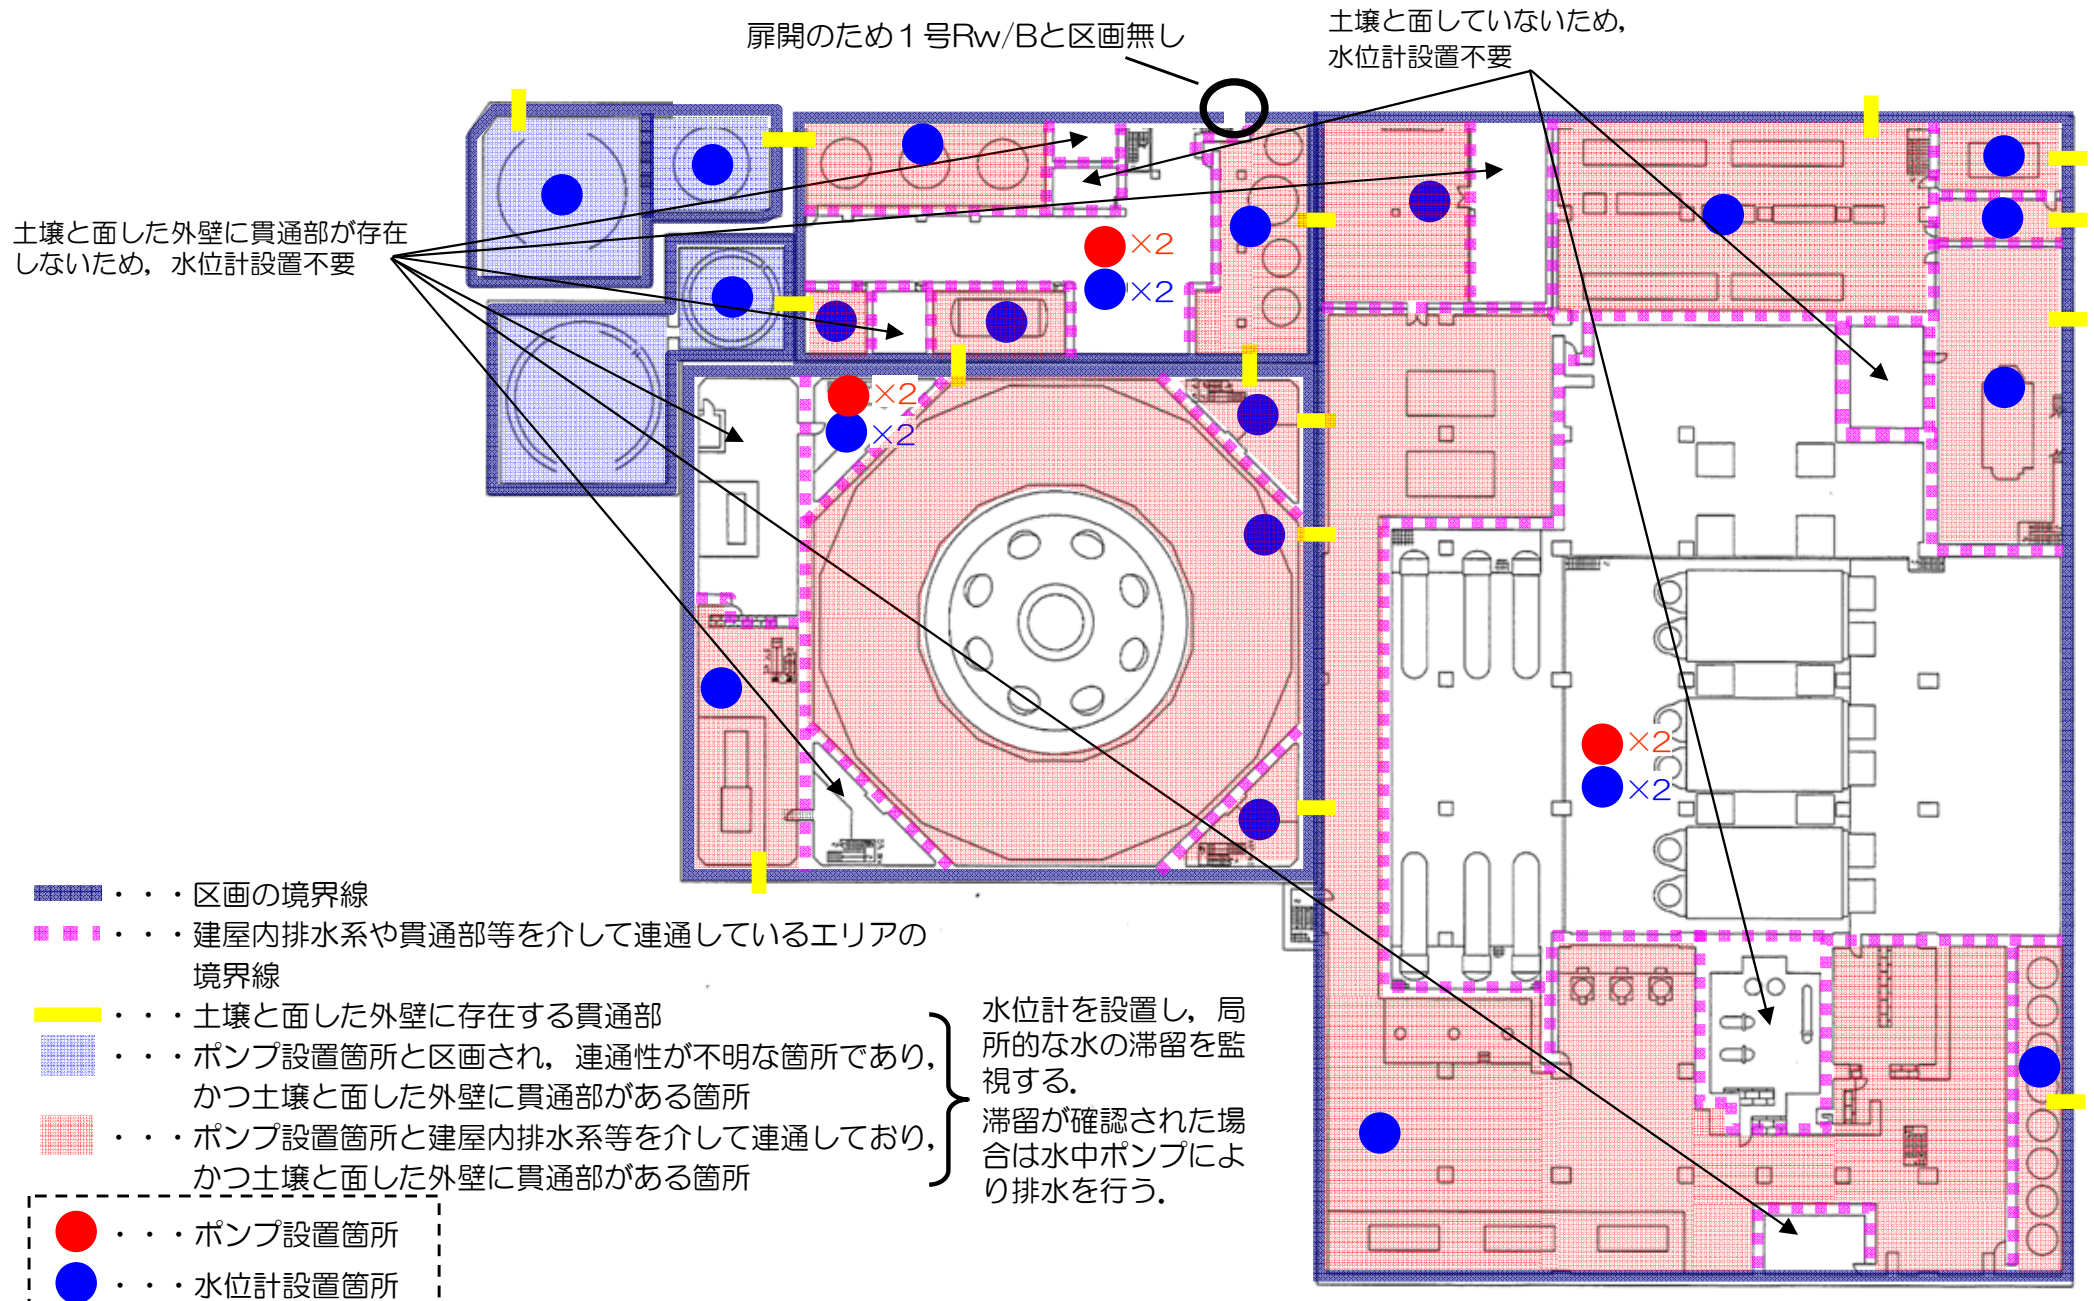 扉開のため１号Rw/Bと区画無し
土壌と面していないため,
水位計設置不要
土壌と面した外壁に貫通部が存在
しないため，水位計設置不要
×2
×2
×2
×2
×2
×2
・・・区画の境界線
・・・建屋内排水系や貫通部等を介して連通しているエリアの
境界線
・・・土壌と面した外壁に存在する貫通部
・・・ポンプ設置箇所と区画され，連通性が不明な箇所であり,
かつ土壌と面した外壁に貫通部がある箇所
・・・ポンプ設置箇所と建屋内排水系等を介して連通しており,
かつ土壌と面した外壁に貫通部がある箇所
水位計を設置し，局
所的な水の滞留を監
視する．
滞留が確認された場
合は水中ポンプによ
り排水を行う．
・・・ポンプ設置箇所
・・・水位計設置箇所